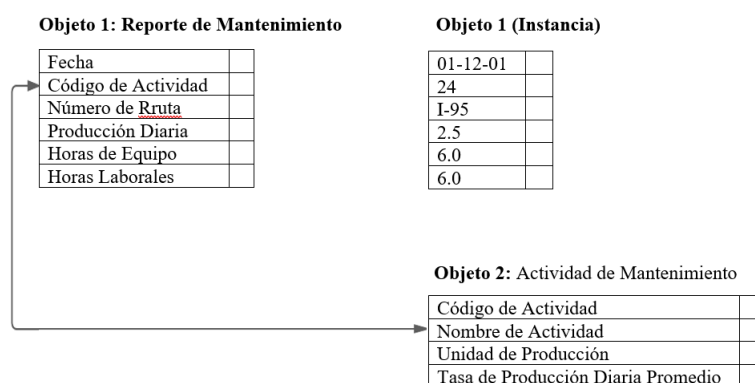 Objeto 1: Reporte de Mantenimiento
Fecha
Código de Actividad
Número de Rruta
Producción Diaria
Horas de Equipo
Horas Laborales
Objeto 1 (Instancia)
01-12-01
24
I-95
2.5
6.0
6.0
Objeto 2: Actividad de Mantenimiento
Código de Actividad
Nombre de Actividad
Unidad de Producción
Tasa de Producción Diaria Promedio